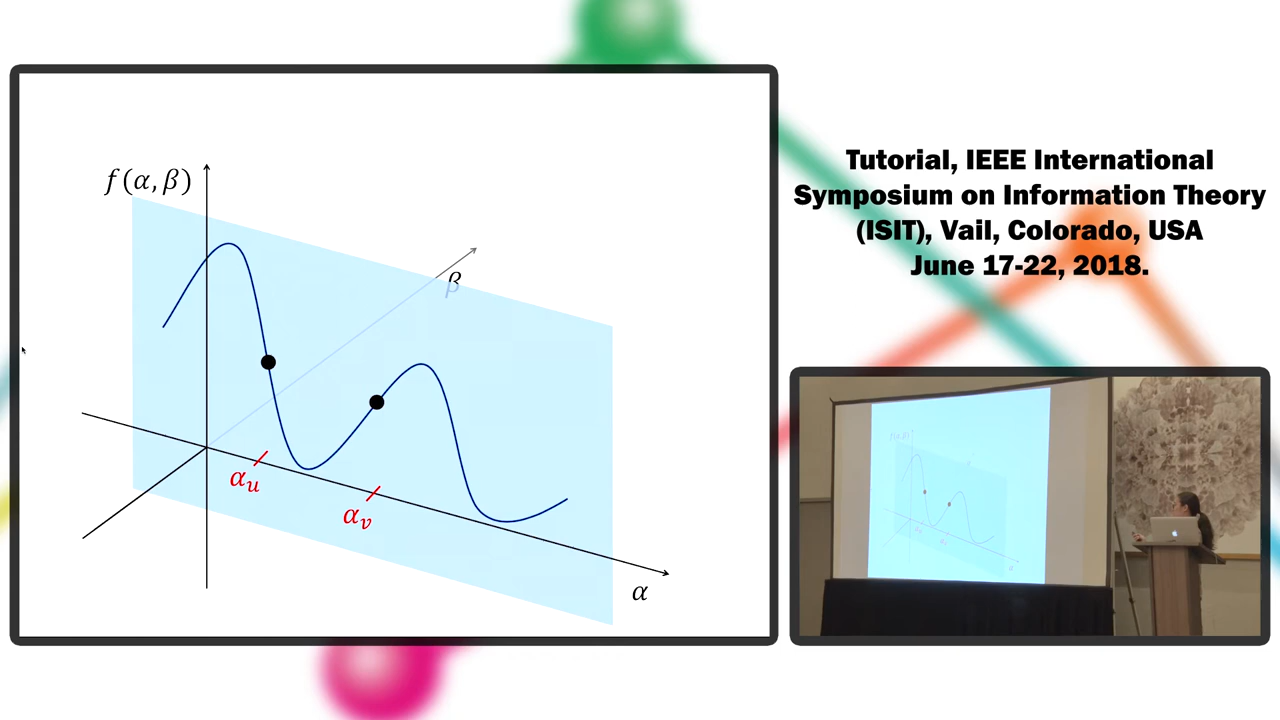 f(α, β)
β
α_u
α_v
α
Tutorial, IEEE International
Symposium on Information Theory
(ISIT), Vail, Colorado, USA
June 17-22, 2018.